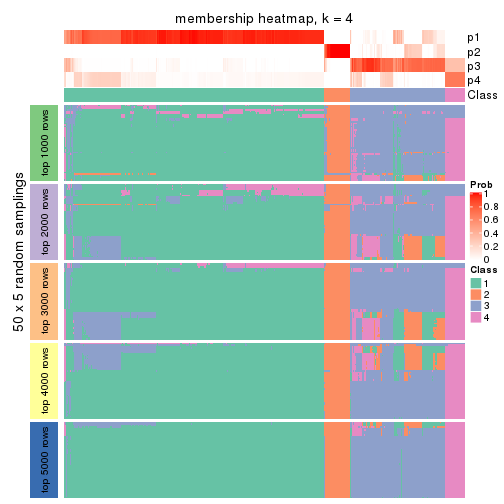 membership heatmap, k = 4
p1
p2
p3
p4
Class
50 x 5 random samplings
top 1000 rows
top 2000 rows
top 3000 rows
top 4000 rows
top 5000 rows
Prob
1
0.8
0.6
0.4
0.2
0
Class
1
2
3
4